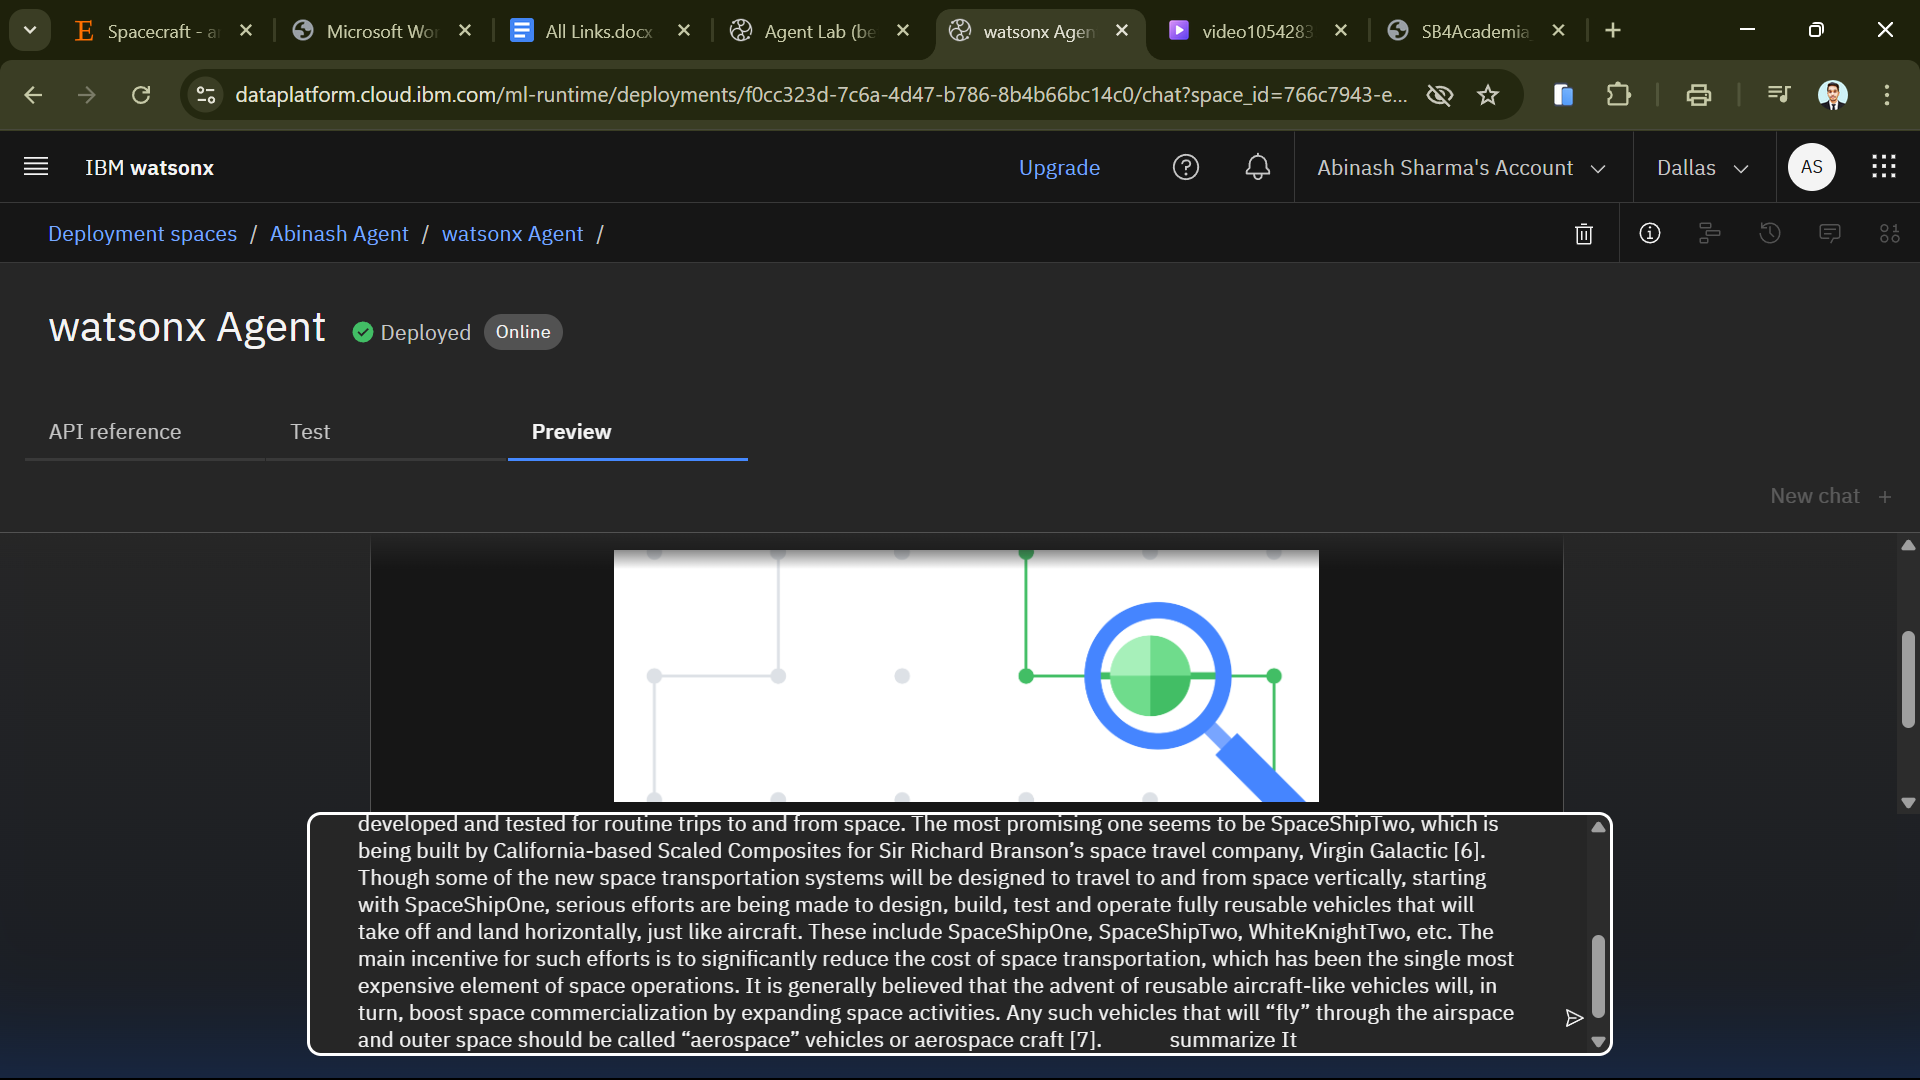 Spacecraft - a
Microsoft Wor
All Links.docx
Agent Lab (be
watsonx Agen
video1054283
SB4Academia
dataplatform.cloud.ibm.com/ml-runtime/deployments/f0cc323d-7c6a-4d47-b786-8b4b66bc14c0/chat?space_id=766c7943-e...
IBM watsonx
Upgrade
Abinash Sharma's Account
Dallas
AS
Deployment spaces / Abinash Agent / watsonx Agent /
watsonx Agent
Deployed
Online
API reference
Test
Preview
New chat +
developed and tested for routine trips to and from space. The most promising one seems to be SpaceShipTwo, which is
being built by California-based Scaled Composites for Sir Richard Branson’s space travel company, Virgin Galactic [6].
Though some of the new space transportation systems will be designed to travel to and from space vertically, starting
with SpaceShipOne, serious efforts are being made to design, build, test and operate fully reusable vehicles that will
take off and land horizontally, just like aircraft. These include SpaceShipOne, SpaceShipTwo, WhiteKnightTwo, etc. The
main incentive for such efforts is to significantly reduce the cost of space transportation, which has been the single most
expensive element of space operations. It is generally believed that the advent of reusable aircraft-like vehicles will, in
turn, boost space commercialization by expanding space activities. Any such vehicles that will “fly” through the airspace
and outer space should be called “aerospace” vehicles or aerospace craft [7]. summarize It